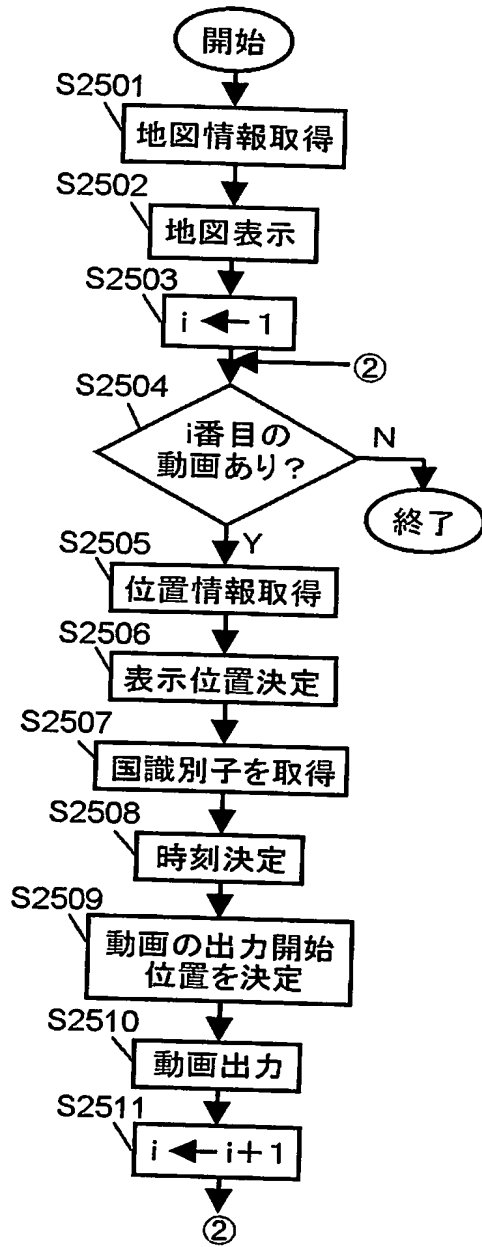 開始
S2501
地図情報取得
S2502
地図表示
S2503
i ← 1
②
S2504
i番目の
動画あり?
N
終了
Y
S2505
位置情報取得
S2506
表示位置決定
S2507
国識別子を取得
S2508
時刻決定
S2509
動画の出力開始
位置を決定
S2510
動画出力
S2511
i ← i+1
②